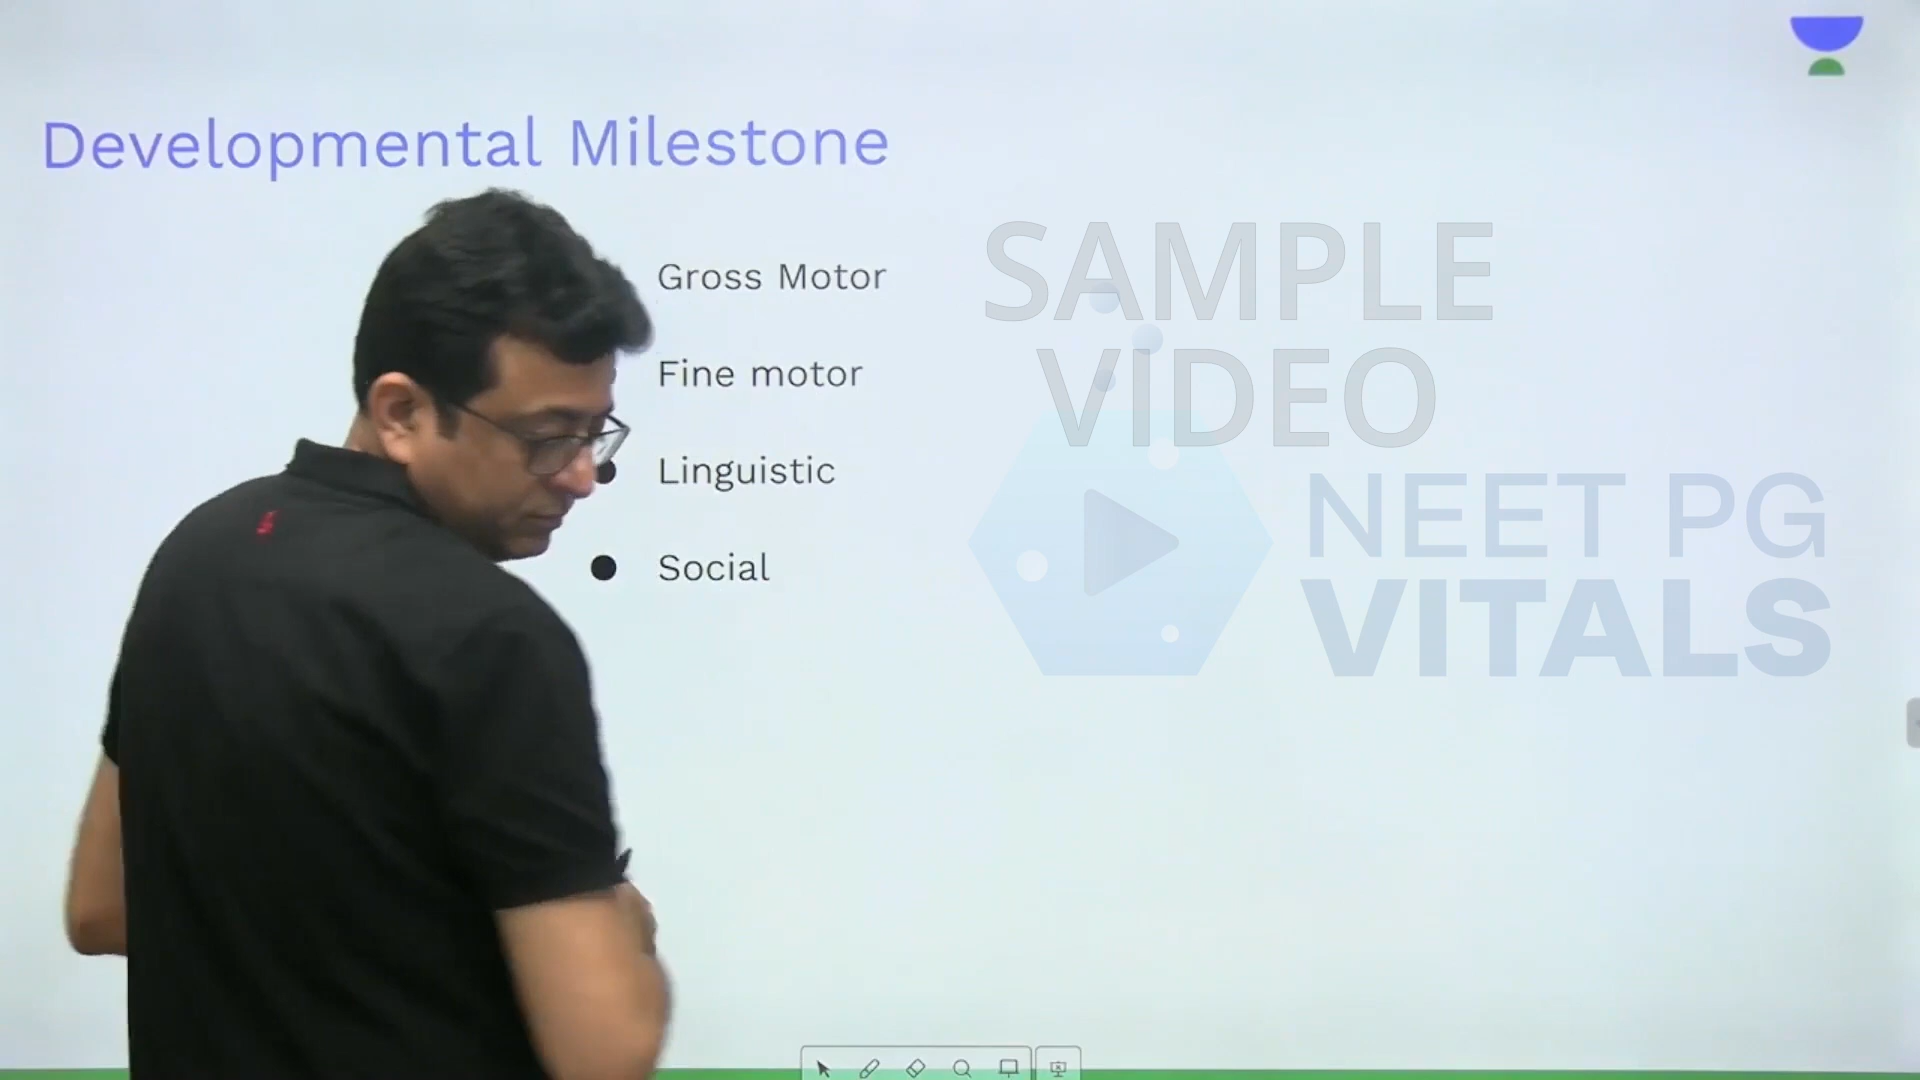 Developmental Milestone
Gross Motor
Fine motor
Linguistic
Social
SAMPLE
VIDEO
NEET PG
VITALS